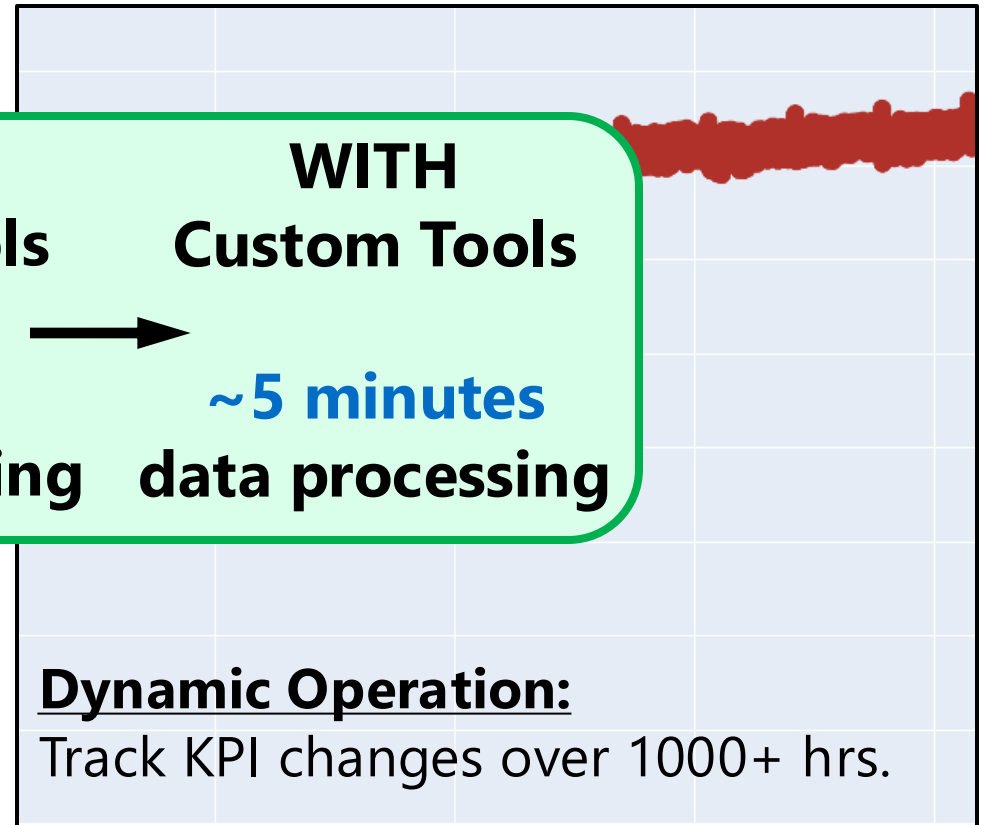 WITH
ls Custom Tools
~5 minutes
ing data processing
Dynamic Operation:
Track KPI changes over 1000+ hrs.